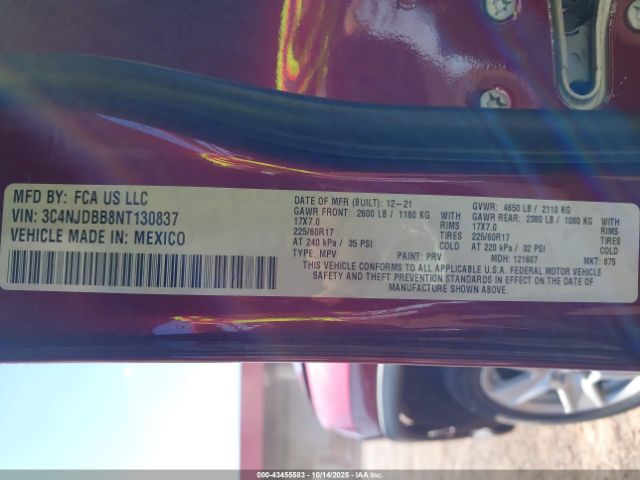 MFD BY: FCA US LLC
VIN: 3C4NJDBB8NT130837
VEHICLE MADE IN: MEXICO
DATE OF MFR (BUILT): 12-21
GAWR FRONT: 2600 LB / 1180 KG WITH
17X7.0 RIMS
225/60R17 TIRES
AT 240 kPa / 35 PSI COLD
TYPE: MPV PAINT: PRV
GVWR: 4650 LB / 2110 KG
GAWR REAR: 2380 LB / 1080 KG WITH
17X7.0 RIMS
225/60R17 TIRES
AT 220 kPa / 32 PSI COLD
MDH: 121607 MKT: 875
THIS VEHICLE CONFORMS TO ALL APPLICABLE U.S.A. FEDERAL MOTOR VEHICLE
SAFETY AND THEFT PREVENTION STANDARDS IN EFFECT ON THE DATE OF
MANUFACTURE SHOWN ABOVE.
000-43455583 - 10/14/2025 - Copyright © 2025 IAA, Inc. All Rights Reserved.